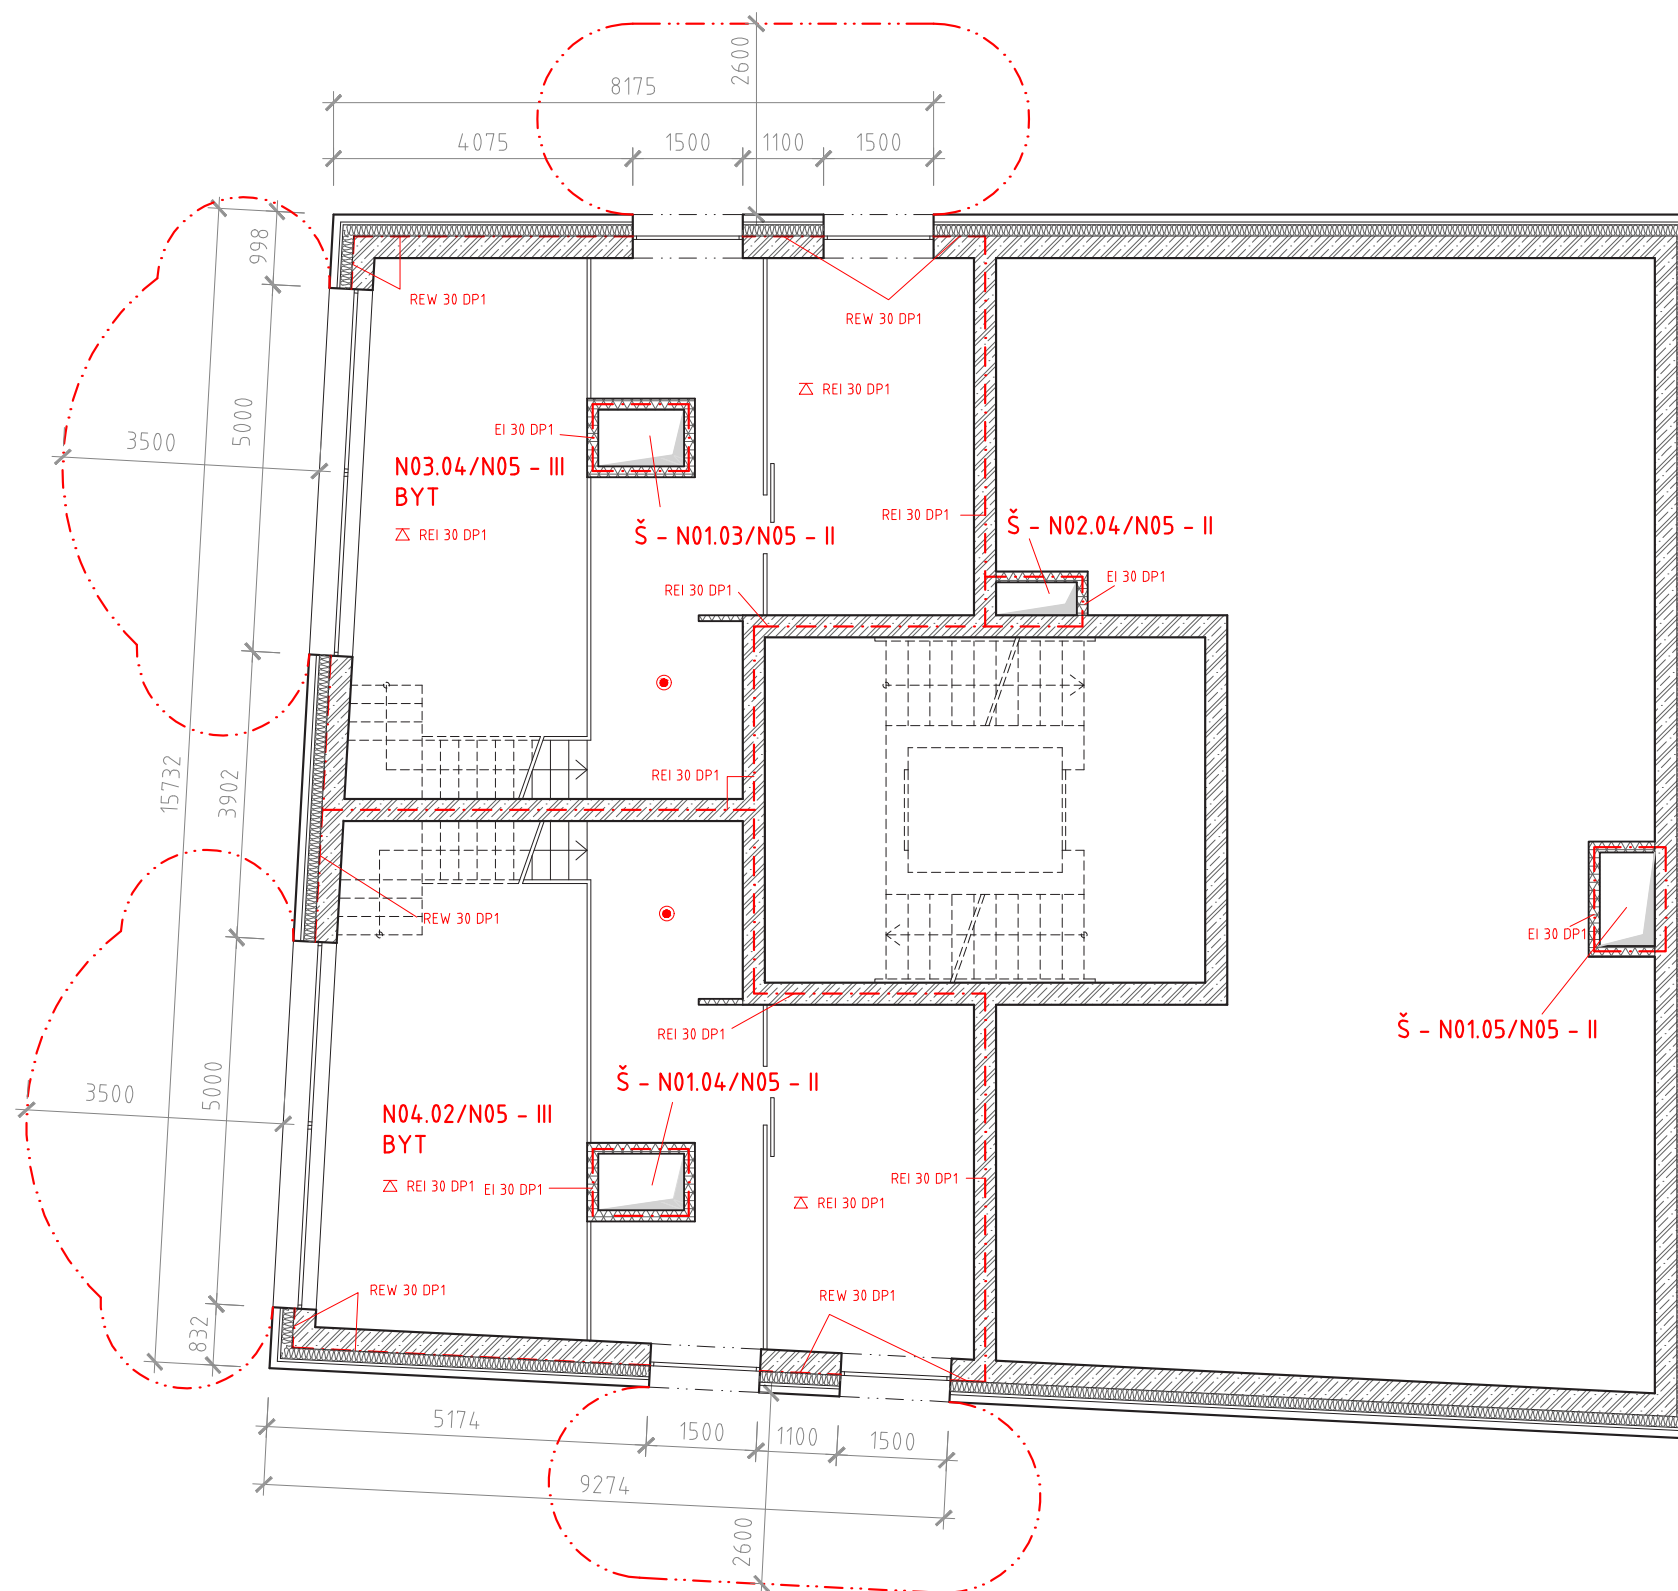 2600
8175
4075
1500
1100
1500
998
REW 30 DP1
REW 30 DP1
REI 30 DP1
5000
3500
EI 30 DP1
N03.04/N05 - III
BYT
REI 30 DP1
Š - N01.03/N05 - II
REI 30 DP1
Š - N02.04/N05 - II
EI 30 DP1
REI 30 DP1
15732
3902
REI 30 DP1
REW 30 DP1
EI 30 DP1
Š - N01.05/N05 - II
REI 30 DP1
Š - N01.04/N05 - II
3500
5000
N04.02/N05 - III
BYT
REI 30 DP1
EI 30 DP1
REI 30 DP1
REI 30 DP1
REW 30 DP1
REW 30 DP1
832
5174
1500
1100
1500
9274
2600